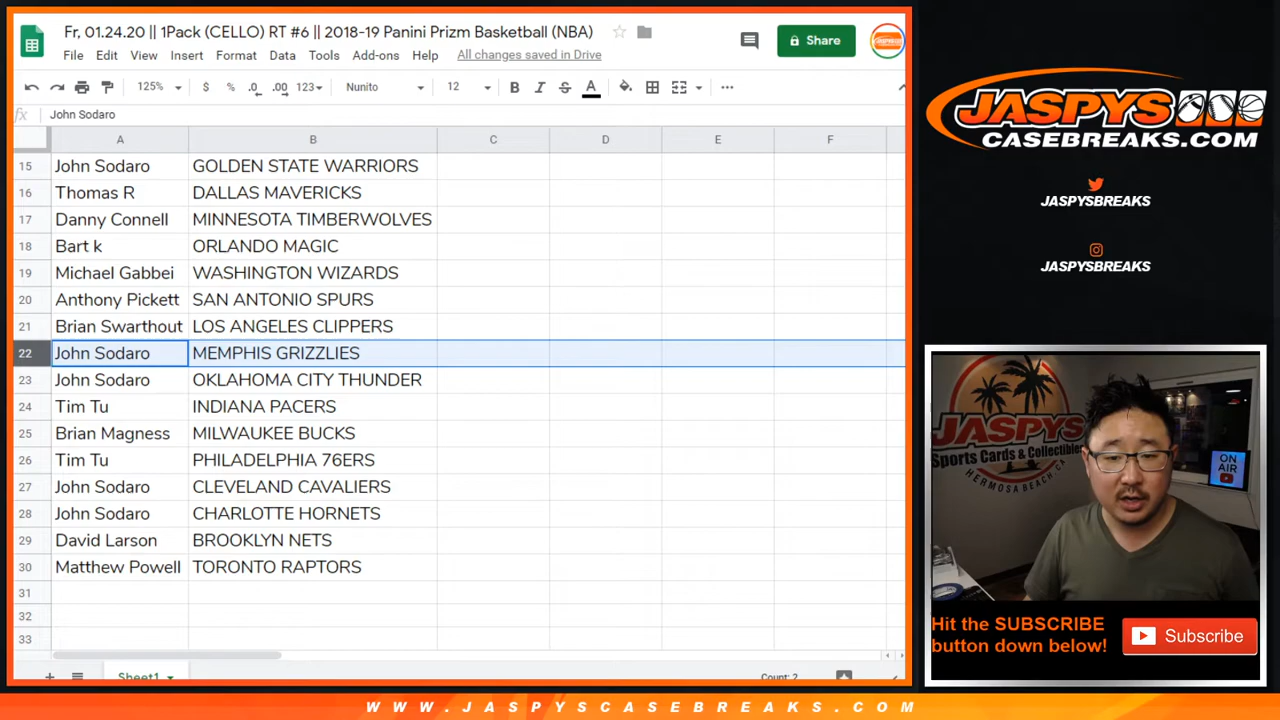 Fr, 01.24.20 || 1Pack (CELLO) RT #6 || 2018-19 Panini Prizm Basketball (NBA)
File Edit View Insert Format Data Tools Add-ons Help All changes saved in Drive
Share
125% $ % .0 .00 123 Nunito 12 B I S A ...
fx John Sodaro
A B C D E F
15 John Sodaro GOLDEN STATE WARRIORS
16 Thomas R DALLAS MAVERICKS
17 Danny Connell MINNESOTA TIMBERWOLVES
18 Bart k ORLANDO MAGIC
19 Michael Gabbei WASHINGTON WIZARDS
20 Anthony Pickett SAN ANTONIO SPURS
21 Brian Swarthout LOS ANGELES CLIPPERS
22 John Sodaro MEMPHIS GRIZZLIES
23 John Sodaro OKLAHOMA CITY THUNDER
24 Tim Tu INDIANA PACERS
25 Brian Magness MILWAUKEE BUCKS
26 Tim Tu PHILADELPHIA 76ERS
27 John Sodaro CLEVELAND CAVALIERS
28 John Sodaro CHARLOTTE HORNETS
29 David Larson BROOKLYN NETS
30 Matthew Powell TORONTO RAPTORS
31
32
33
Sheet1 Count: 2
JASPYS
CASEBREAKS.COM
JASPYSBREAKS
JASPYSBREAKS
JASPYS
Sports Cards & Collectibles
HERMOSA BEACH, CA
ON
AIR
Hit the SUBSCRIBE
button down below!
Subscribe
WWW.JASPYSCASEBREAKS.COM